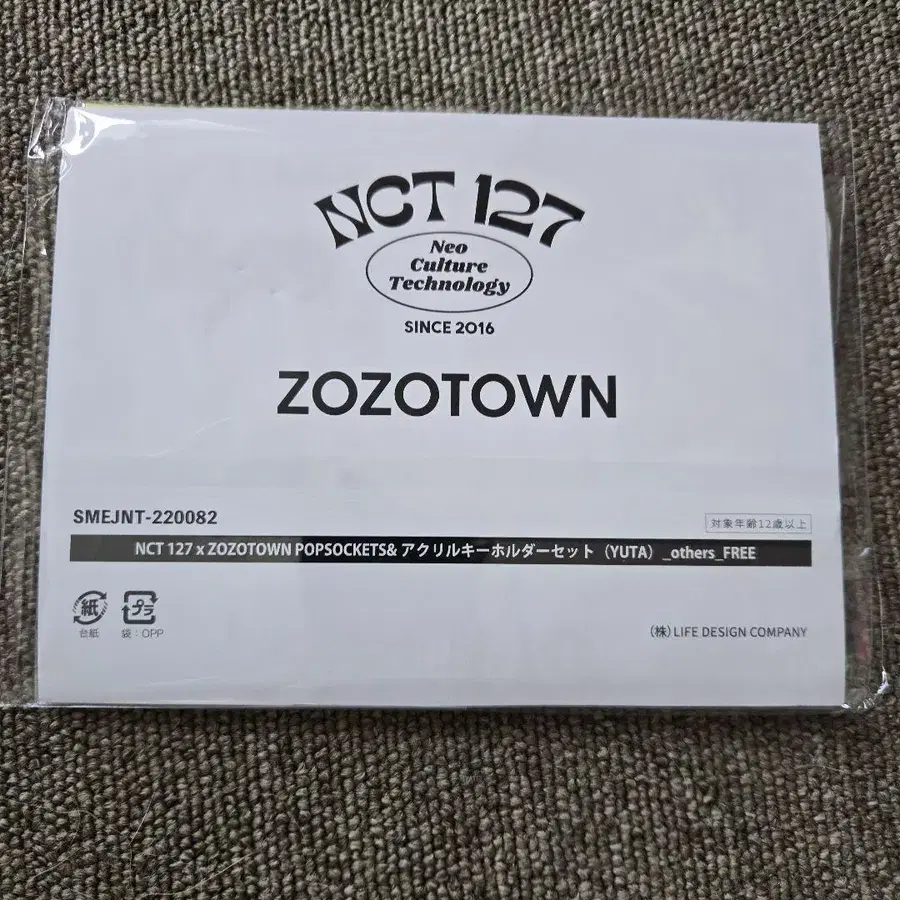 NCT 127
Neo
Culture
Technology
SINCE 2016
ZOZOTOWN
SMEJNT-220082
対象年齢12歳以上
NCT 127 x ZOZOTOWN POPSOCKETS& アクリルキーホルダーセット（YUTA）_others_FREE
紙 プラ
台紙 袋：OPP
（株）LIFE DESIGN COMPANY